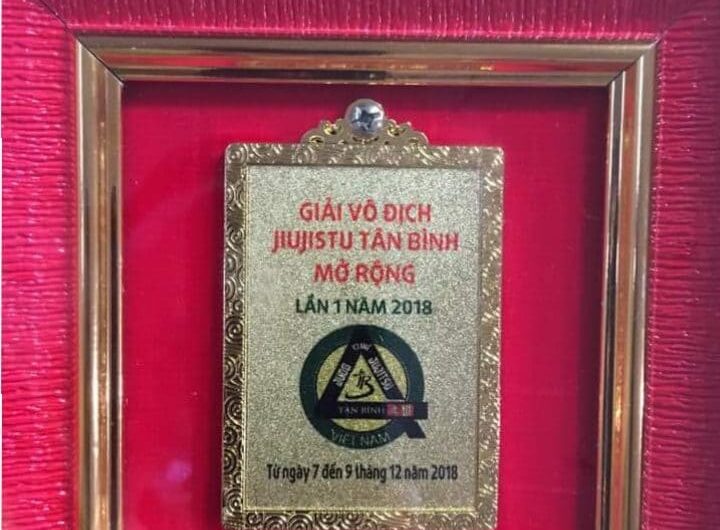 GIẢI VÔ ĐỊCH
JIUJISTU TÂN BÌNH
MỞ RỘNG
LẦN 1 NĂM 2018
JUDO
JIUJITSU
TÂN BÌNH
VIỆT NAM
Từ ngày 7 đến 9 tháng 12 năm 2018